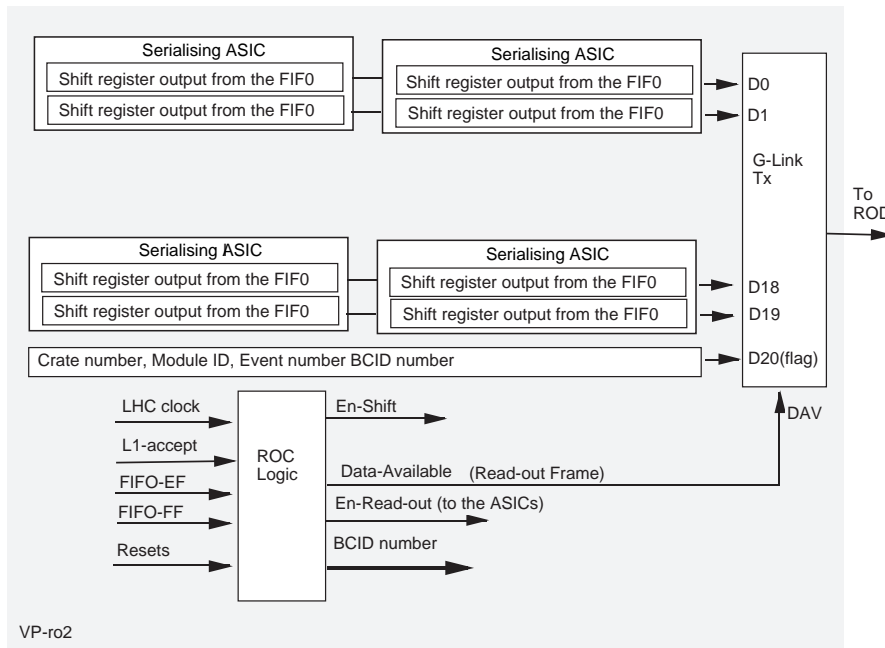 Serialising ASIC
Shift register output from the FIF0
Shift register output from the FIF0
Serialising ASIC
Shift register output from the FIF0
Shift register output from the FIF0
D0
D1
G-Link
Tx
To
ROD
Serialising ASIC
Shift register output from the FIF0
Shift register output from the FIF0
Serialising ASIC
Shift register output from the FIF0
Shift register output from the FIF0
D18
D19
Crate number, Module ID, Event number BCID number
D20(flag)
DAV
LHC clock
L1-accept
FIFO-EF
FIFO-FF
Resets
ROC
Logic
En-Shift
Data-Available (Read-out Frame)
En-Read-out (to the ASICs)
BCID number
VP-ro2